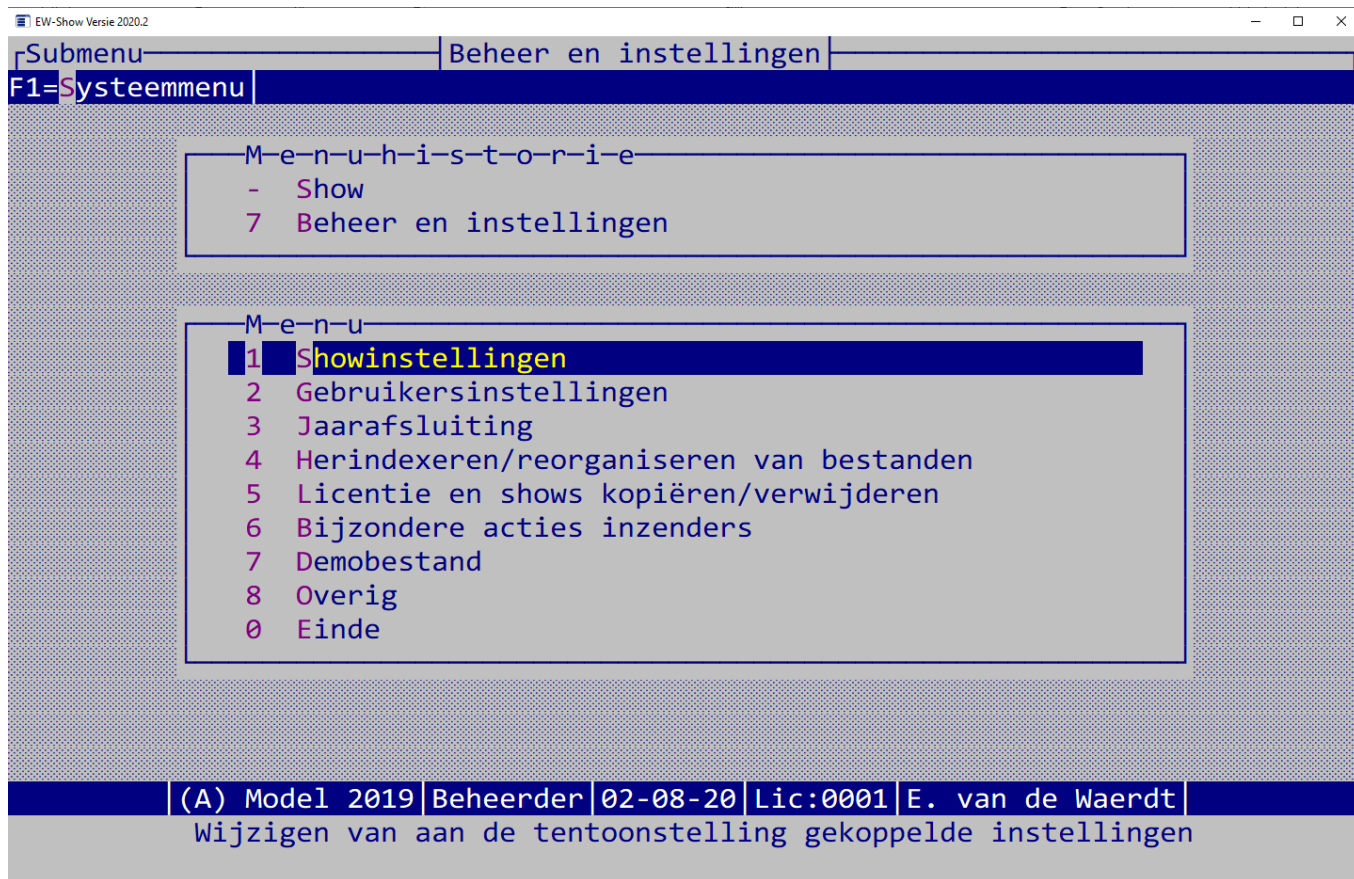 EW-Show Versie 2020.2
Submenu Beheer en instellingen
F1=Systeemmenu
Menuhistorie
- Show
7 Beheer en instellingen
Menu
1 Showinstellingen
2 Gebruikersinstellingen
3 Jaarafsluiting
4 Herindexeren/reorganiseren van bestanden
5 Licentie en shows kopiëren/verwijderen
6 Bijzondere acties inzenders
7 Demobestand
8 Overig
0 Einde
(A) Model 2019|Beheerder|02-08-20|Lic:0001|E. van de Waerdt|
Wijzigen van aan de tentoonstelling gekoppelde instellingen